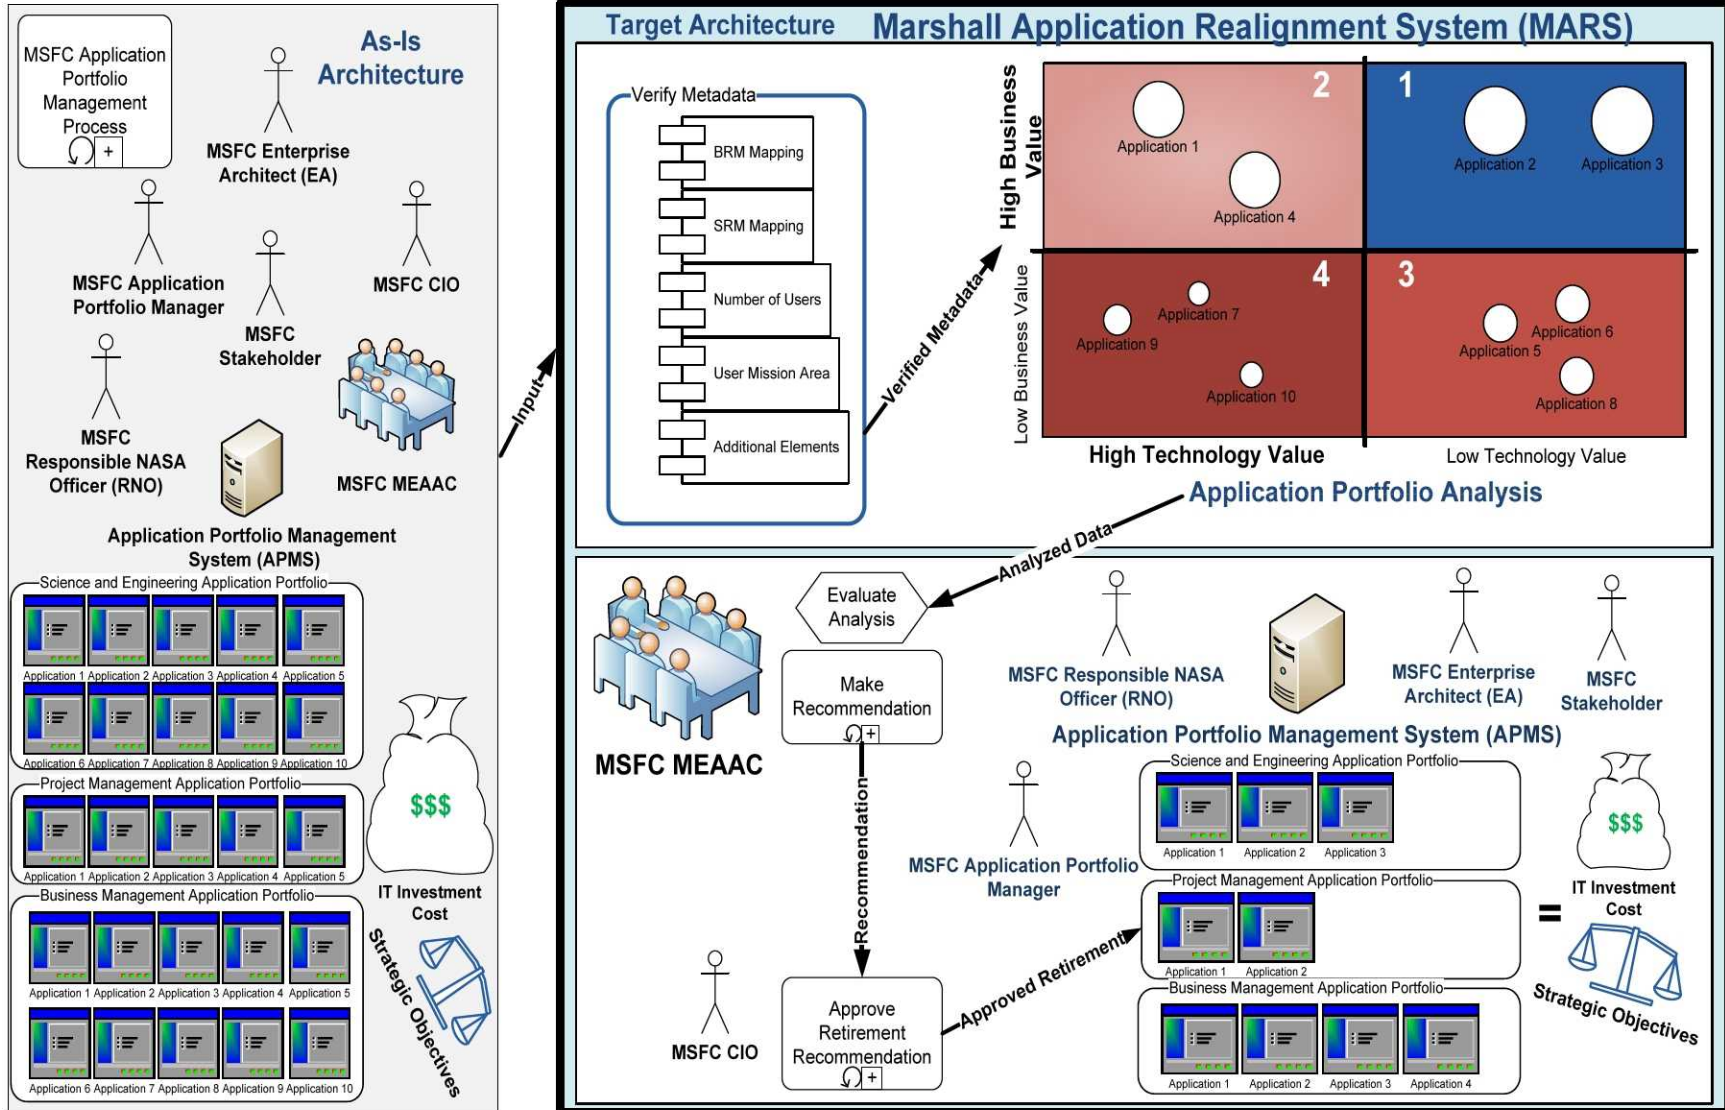 As-Is
Architecture
MSFC Application
Portfolio
Management
Process
+
MSFC Enterprise
Architect (EA)
MSFC Application
Portfolio Manager
MSFC CIO
MSFC
Stakeholder
MSFC
Responsible NASA
Officer (RNO)
MSFC MEAAC
Application Portfolio Management
System (APMS)
Science and Engineering Application Portfolio
Application 1 Application 2 Application 3 Application 4 Application 5
Application 6 Application 7 Application 8 Application 9 Application 10
Project Management Application Portfolio
Application 1 Application 2 Application 3 Application 4 Application 5
Business Management Application Portfolio
Application 1 Application 2 Application 3 Application 4 Application 5
Application 6 Application 7 Application 8 Application 9 Application 10
$$$
IT Investment
Cost
Strategic Objectives
Input
Target Architecture
Marshall Application Realignment System (MARS)
Verify Metadata
BRM Mapping
SRM Mapping
Number of Users
User Mission Area
Additional Elements
Verified Metadata
High Business
Value
Low Business Value
2
Application 1
Application 4
1
Application 2
Application 3
4
Application 7
Application 9
Application 10
3
Application 6
Application 5
Application 8
High Technology Value
Low Technology Value
Application Portfolio Analysis
Analyzed Data
MSFC MEAAC
Evaluate
Analysis
Make
Recommendation
+
Recommendation
MSFC CIO
Approve
Retirement
Recommendation
+
Approved Retirement
MSFC Responsible NASA
Officer (RNO)
MSFC Enterprise
Architect (EA)
MSFC
Stakeholder
Application Portfolio Management System (APMS)
MSFC Application Portfolio
Manager
Science and Engineering Application Portfolio
Application 1 Application 2 Application 3
Project Management Application Portfolio
Application 1 Application 2
Business Management Application Portfolio
Application 1 Application 2 Application 3 Application 4
=
$$$
IT Investment
Cost
Strategic Objectives